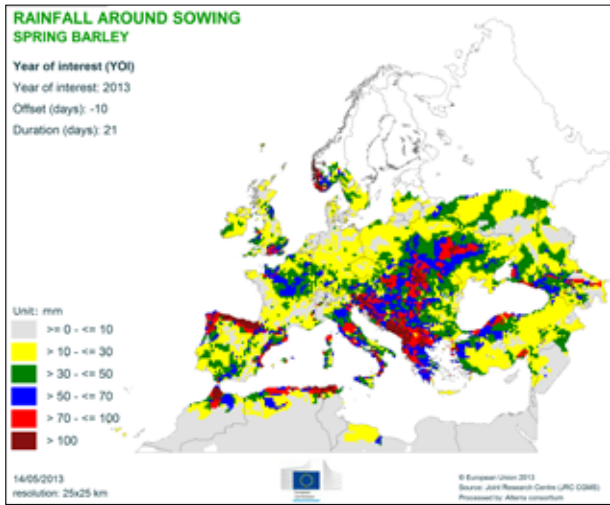 RAINFALL AROUND SOWING
SPRING BARLEY
Year of interest (YOI)
Year of interest: 2013
Offset (days): -10
Duration (days): 21
Unit: mm
>= 0 - <= 10
> 10 - <= 30
> 30 - <= 50
> 50 - <= 70
> 70 - <= 100
> 100
14/05/2013
resolution: 25x25 km
© European Union 2013
Source: Joint Research Centre (JRC CGMS)
Processed by: Alterra consortium